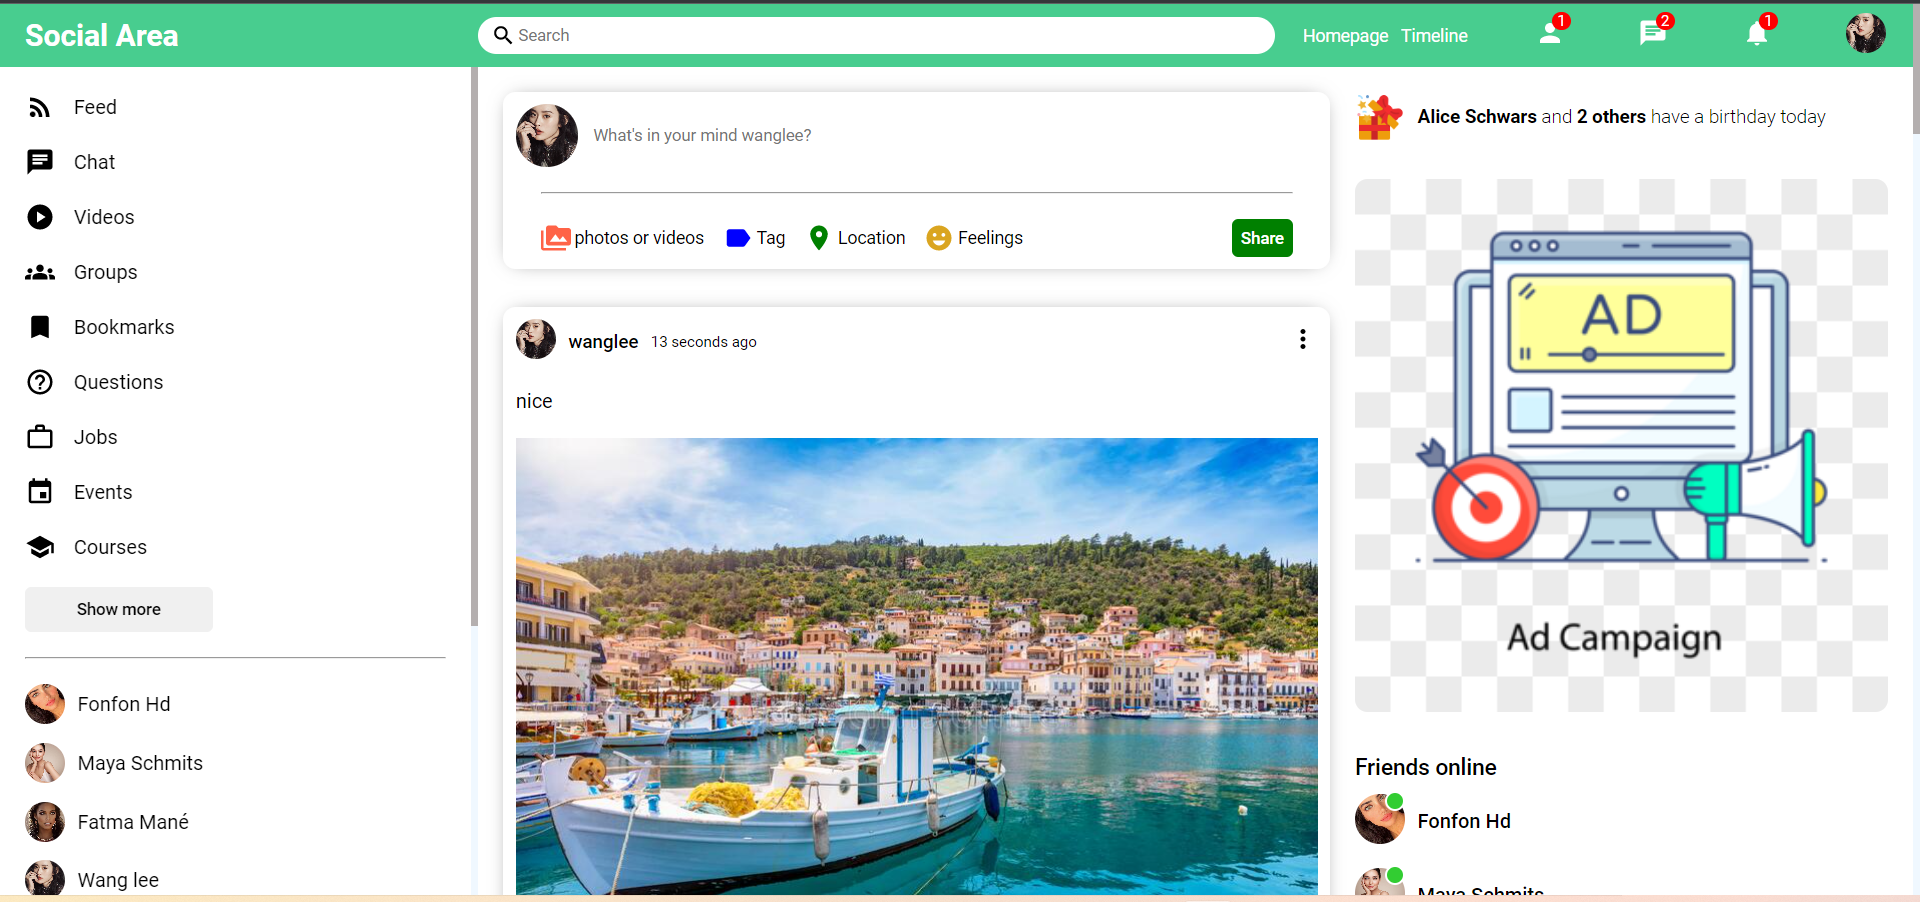 Social Area
Search
Homepage Timeline
1
2
1
Feed
Chat
Videos
Groups
Bookmarks
Questions
Jobs
Events
Courses
Show more
Fonfon Hd
Maya Schmits
Fatma Mané
Wang lee
What's in your mind wanglee?
photos or videos Tag Location Feelings Share
wanglee 13 seconds ago
nice
Alice Schwars and 2 others have a birthday today
AD
Ad Campaign
Friends online
Fonfon Hd
Maya Schmits